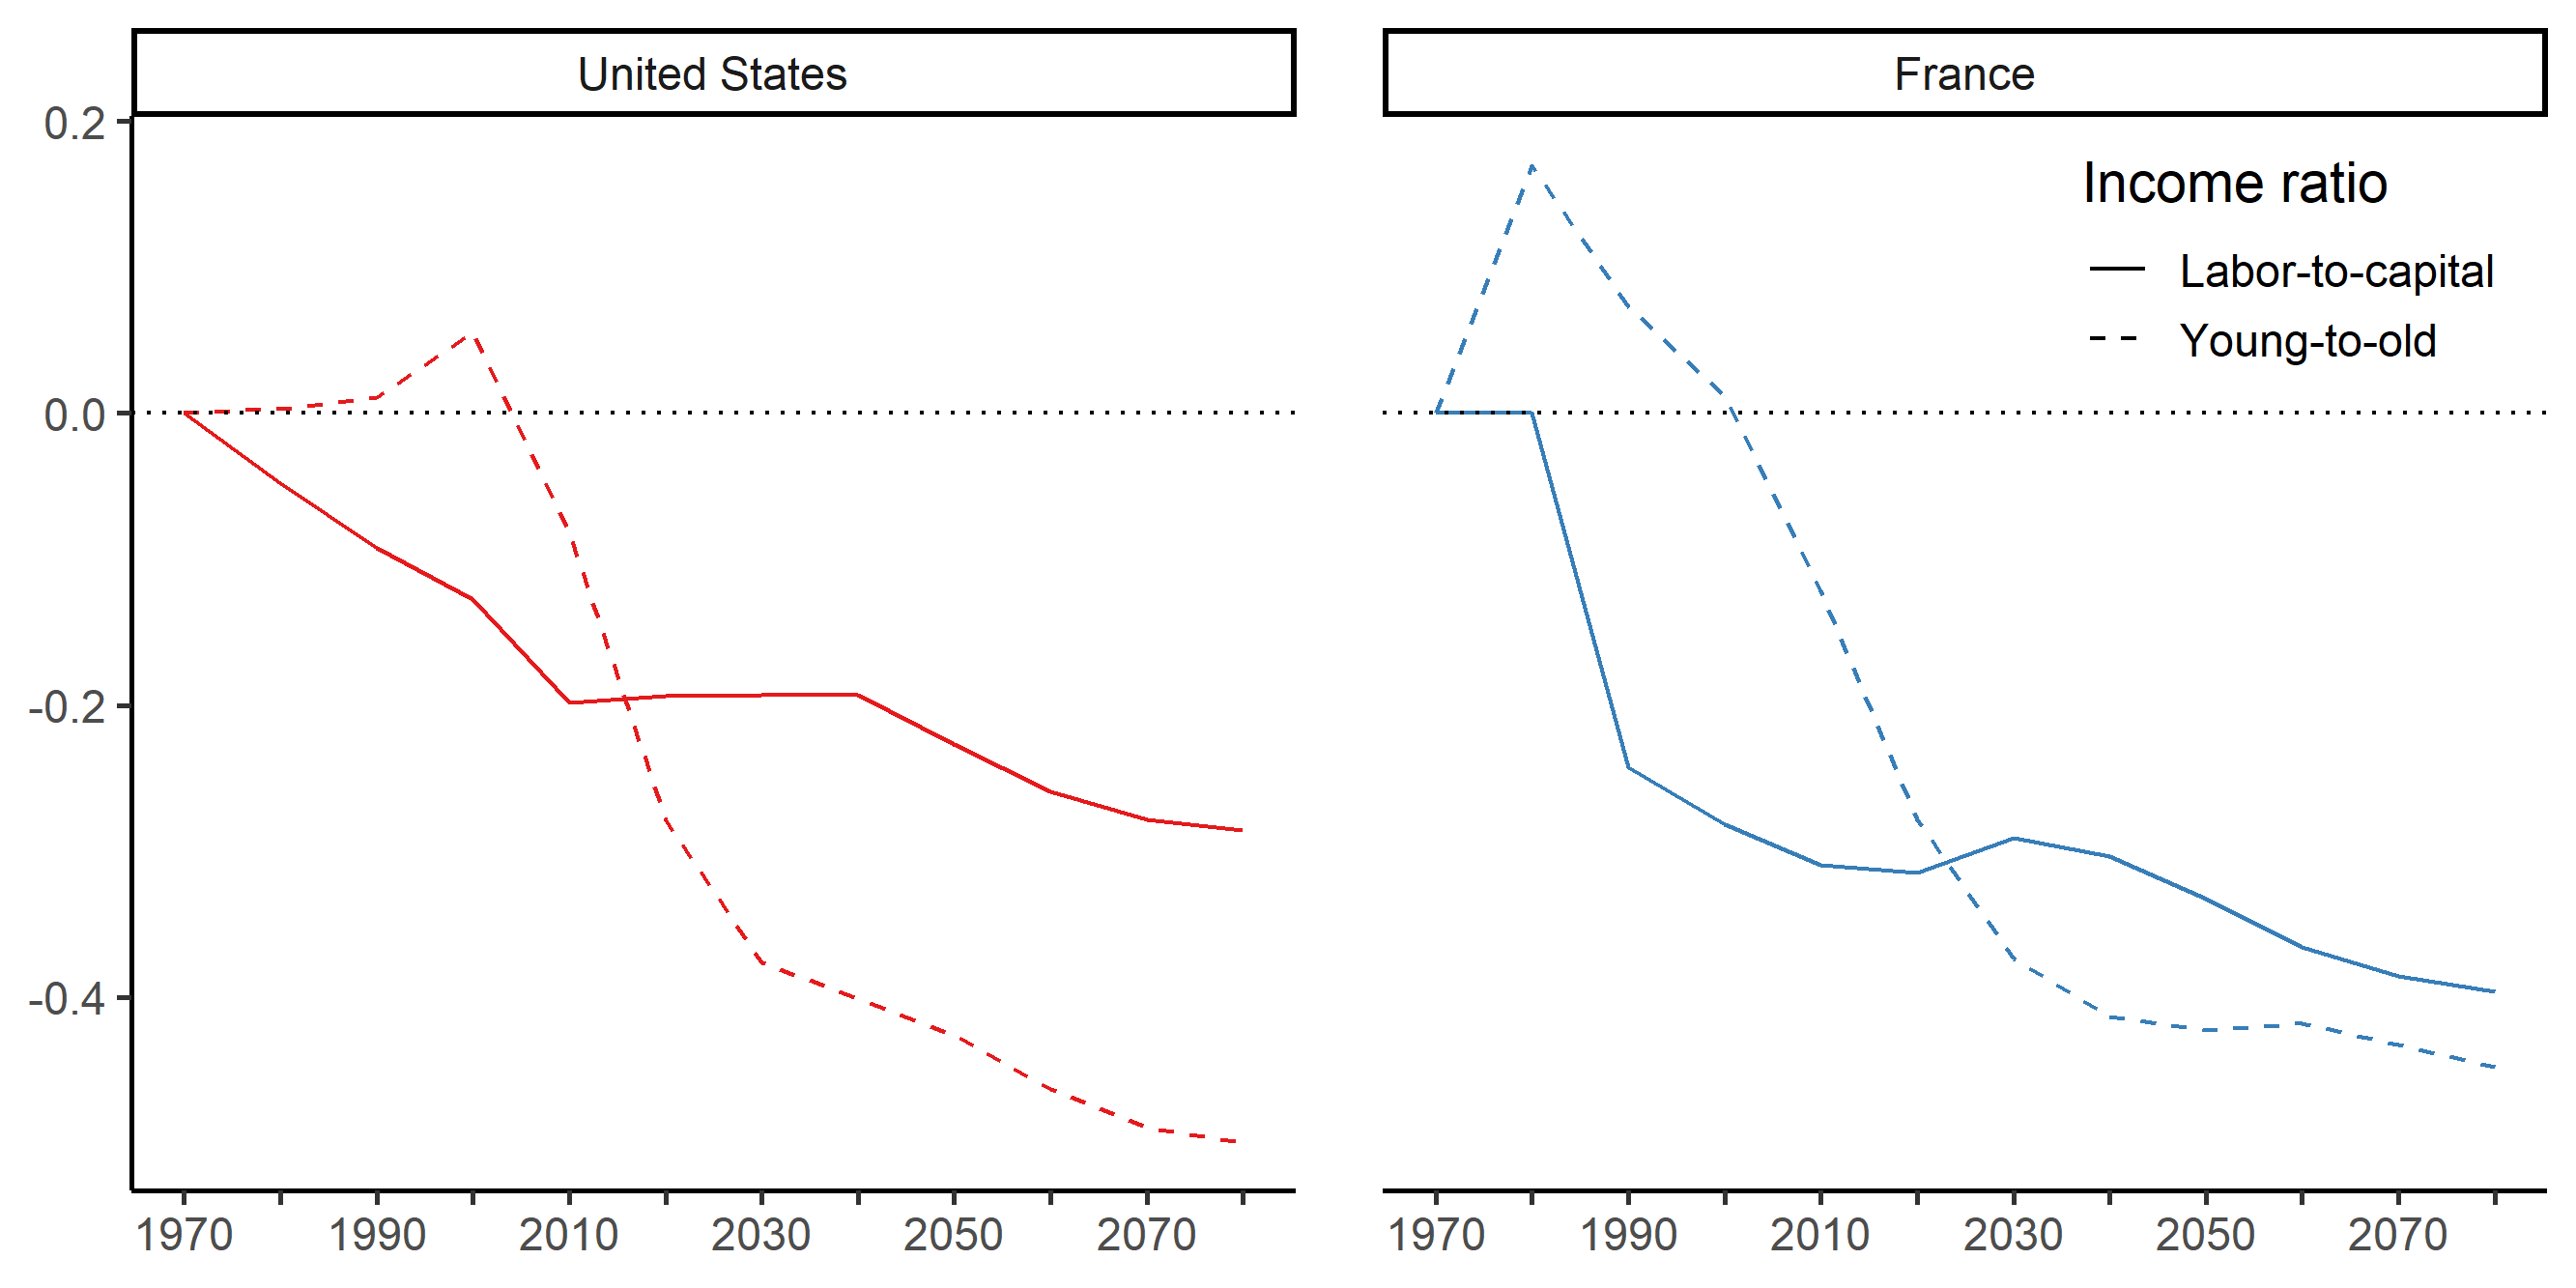 United States
France
0.2
0.0
-0.2
-0.4
Income ratio
Labor-to-capital
Young-to-old
1970 1990 2010 2030 2050 2070
1970 1990 2010 2030 2050 2070